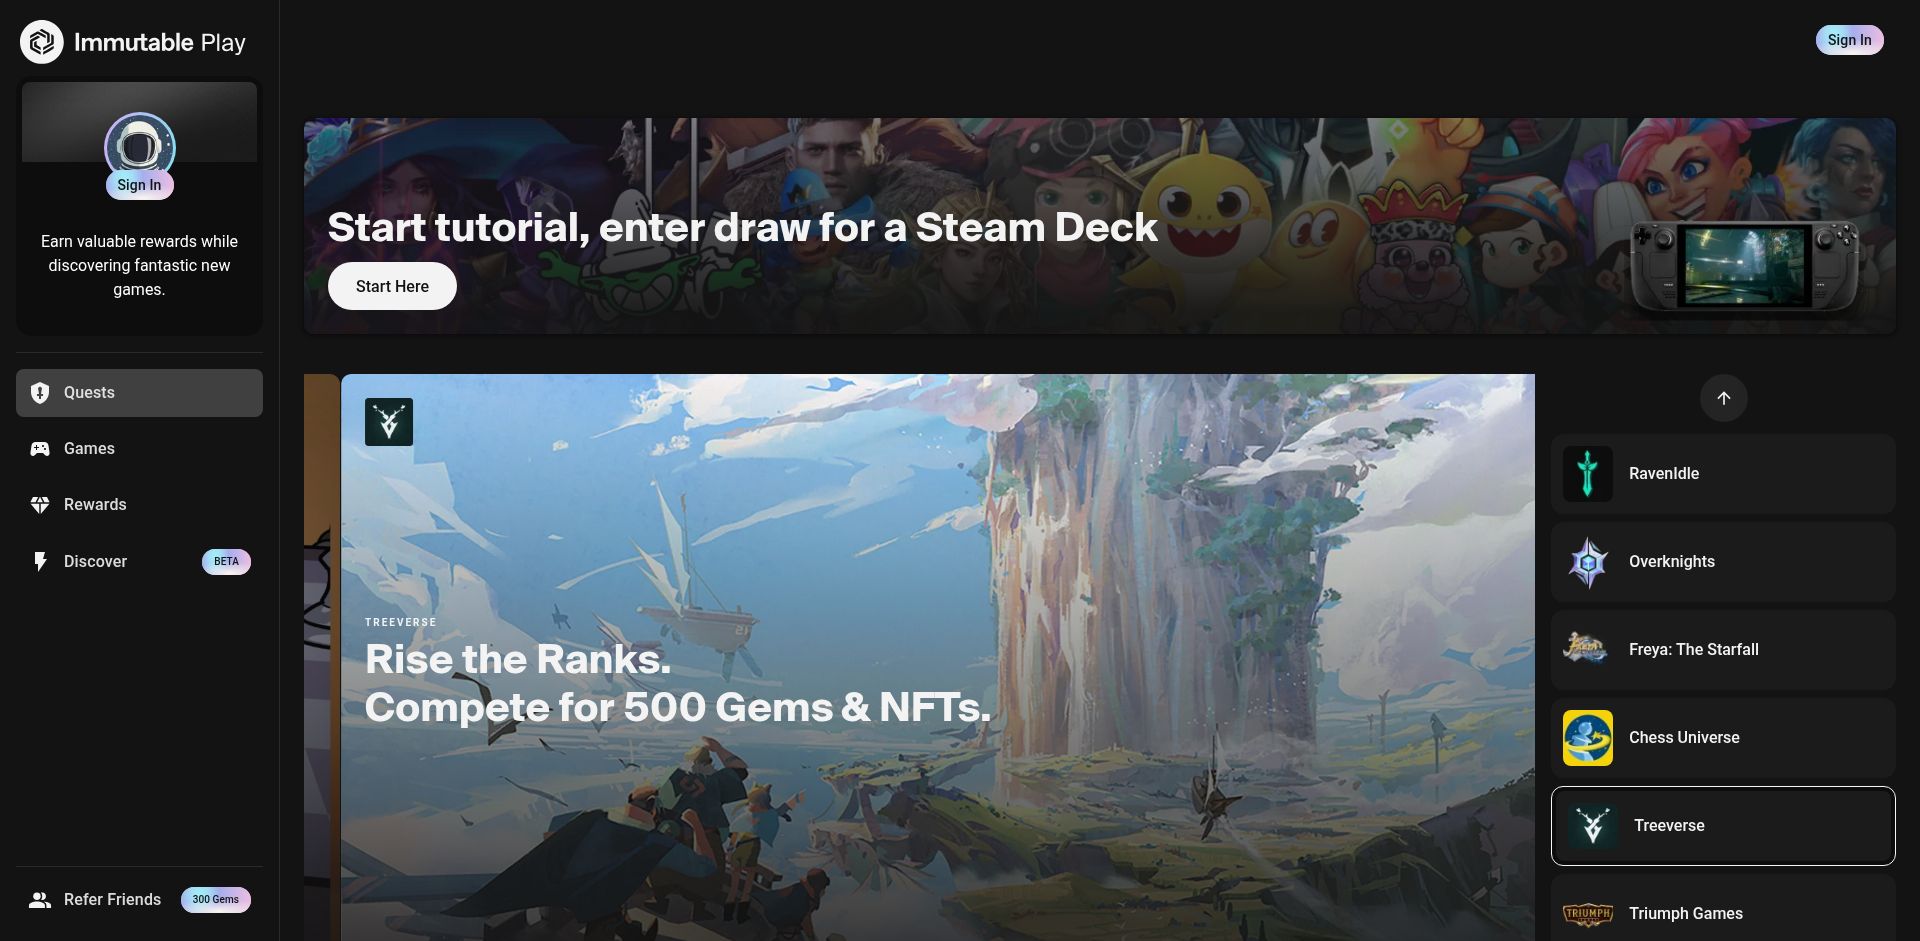 Immutable Play
Sign In
Earn valuable rewards while
discovering fantastic new
games.
Quests
Games
Rewards
Discover
BETA
Refer Friends
300 Gems
Sign In
Start tutorial, enter draw for a Steam Deck
Start Here
TREEVERSE
Rise the Ranks.
Compete for 500 Gems & NFTs.
RavenIdle
Overknights
Freya: The Starfall
Chess Universe
Treeverse
TRIUMPH
Triumph Games